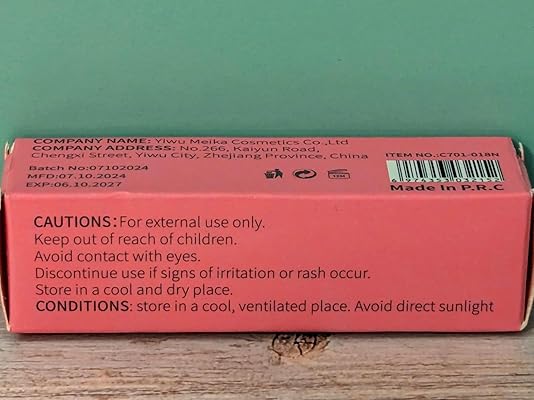 COMPANY NAME: Yiwu Meika Cosmetics Co.,Ltd
COMPANY ADDRESS: No.266, Kaiyun Road,
Chengxi Street, Yiwu City, Zhejiang Province, China
Batch No:07102024
MFD:07.10.2024
EXP:06.10.2027
12M
ITEM NO.:C701-018N
Made In P.R.C
CAUTIONS:For external use only.
Keep out of reach of children.
Avoid contact with eyes.
Discontinue use if signs of irritation or rash occur.
Store in a cool and dry place.
CONDITIONS: store in a cool, ventilated place. Avoid direct sunlight